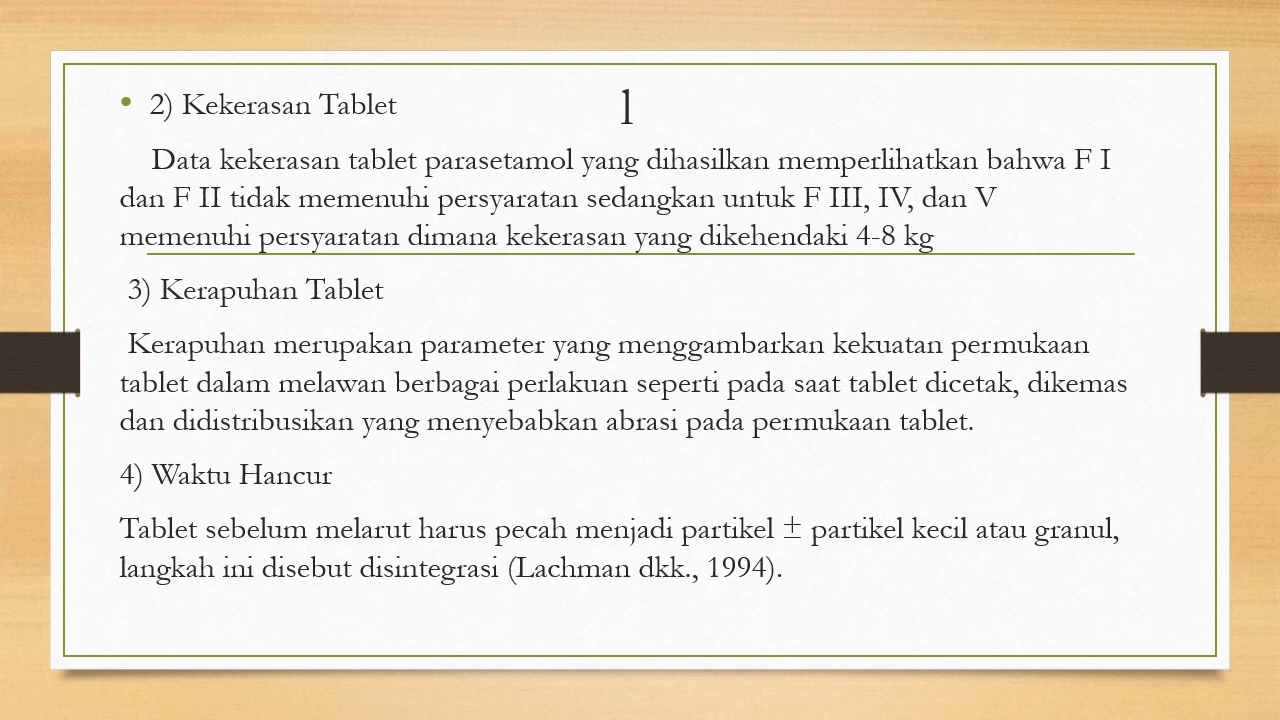 l
• 2) Kekerasan Tablet
Data kekerasan tablet parasetamol yang dihasilkan memperlihatkan bahwa F I
dan F II tidak memenuhi persyaratan sedangkan untuk F III, IV, dan V
memenuhi persyaratan dimana kekerasan yang dikehendaki 4-8 kg
3) Kerapuhan Tablet
Kerapuhan merupakan parameter yang menggambarkan kekuatan permukaan
tablet dalam melawan berbagai perlakuan seperti pada saat tablet dicetak, dikemas
dan didistribusikan yang menyebabkan abrasi pada permukaan tablet.
4) Waktu Hancur
Tablet sebelum melarut harus pecah menjadi partikel ± partikel kecil atau granul,
langkah ini disebut disintegrasi (Lachman dkk., 1994).